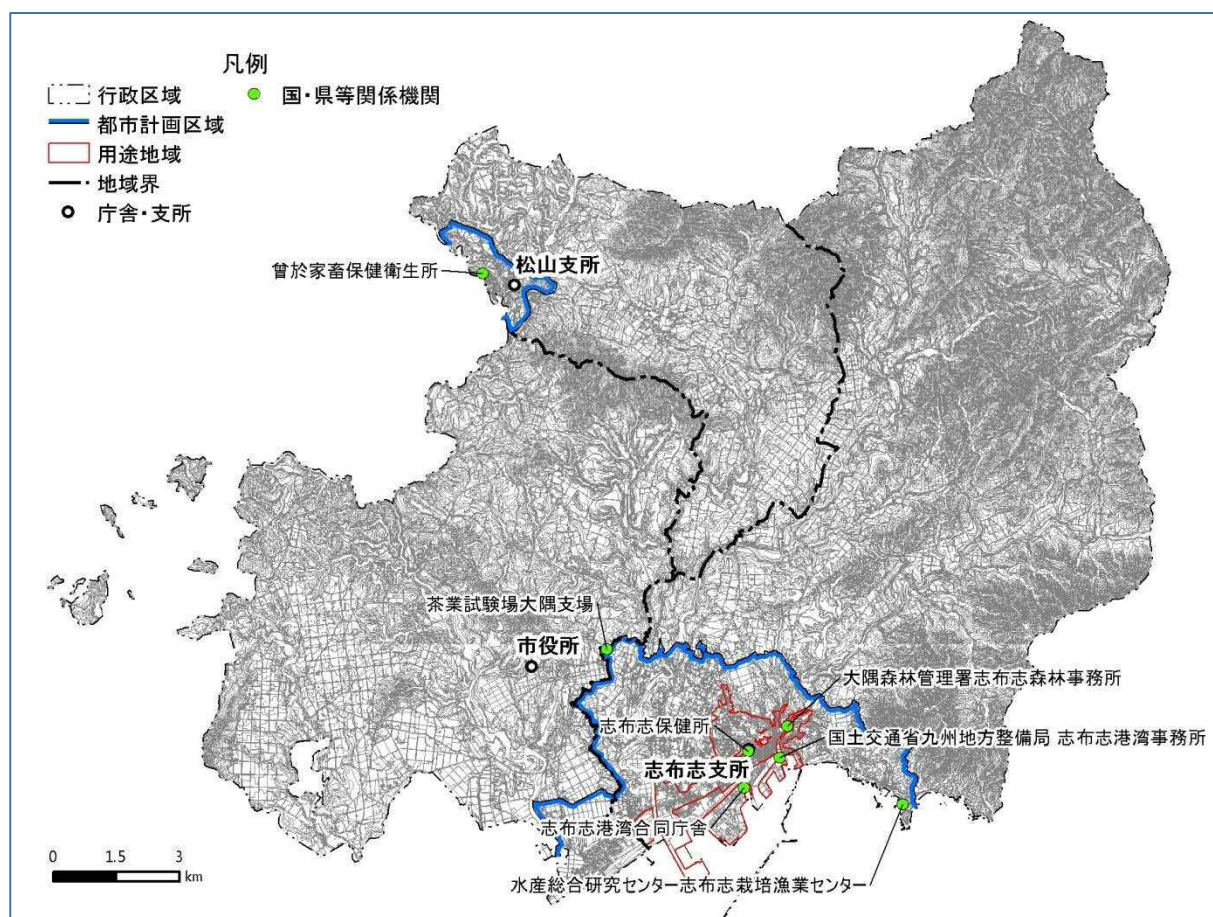 凡例
行政区域
国・県等関係機関
都市計画区域
用途地域
地域界
庁舎・支所
曾於家畜保健衛生所
松山支所
茶業試験場大隅支場
市役所
大隅森林管理署志布志森林事務所
志布志保健所
国土交通省九州地方整備局 志布志港湾事務所
志布志支所
志布志港湾合同庁舎
水産総合研究センター志布志栽培漁業センター
0 1.5 3
km